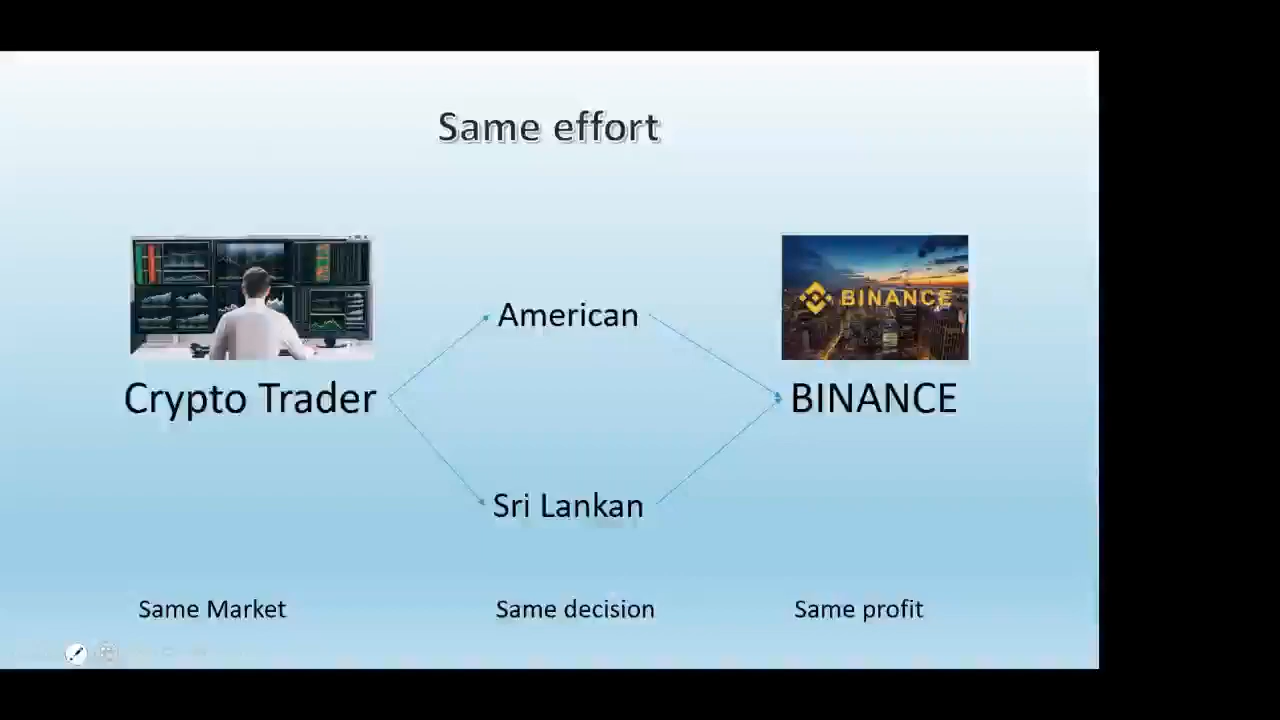 Same effort
BINANCE
American
Crypto Trader
BINANCE
Sri Lankan
Same Market
Same decision
Same profit